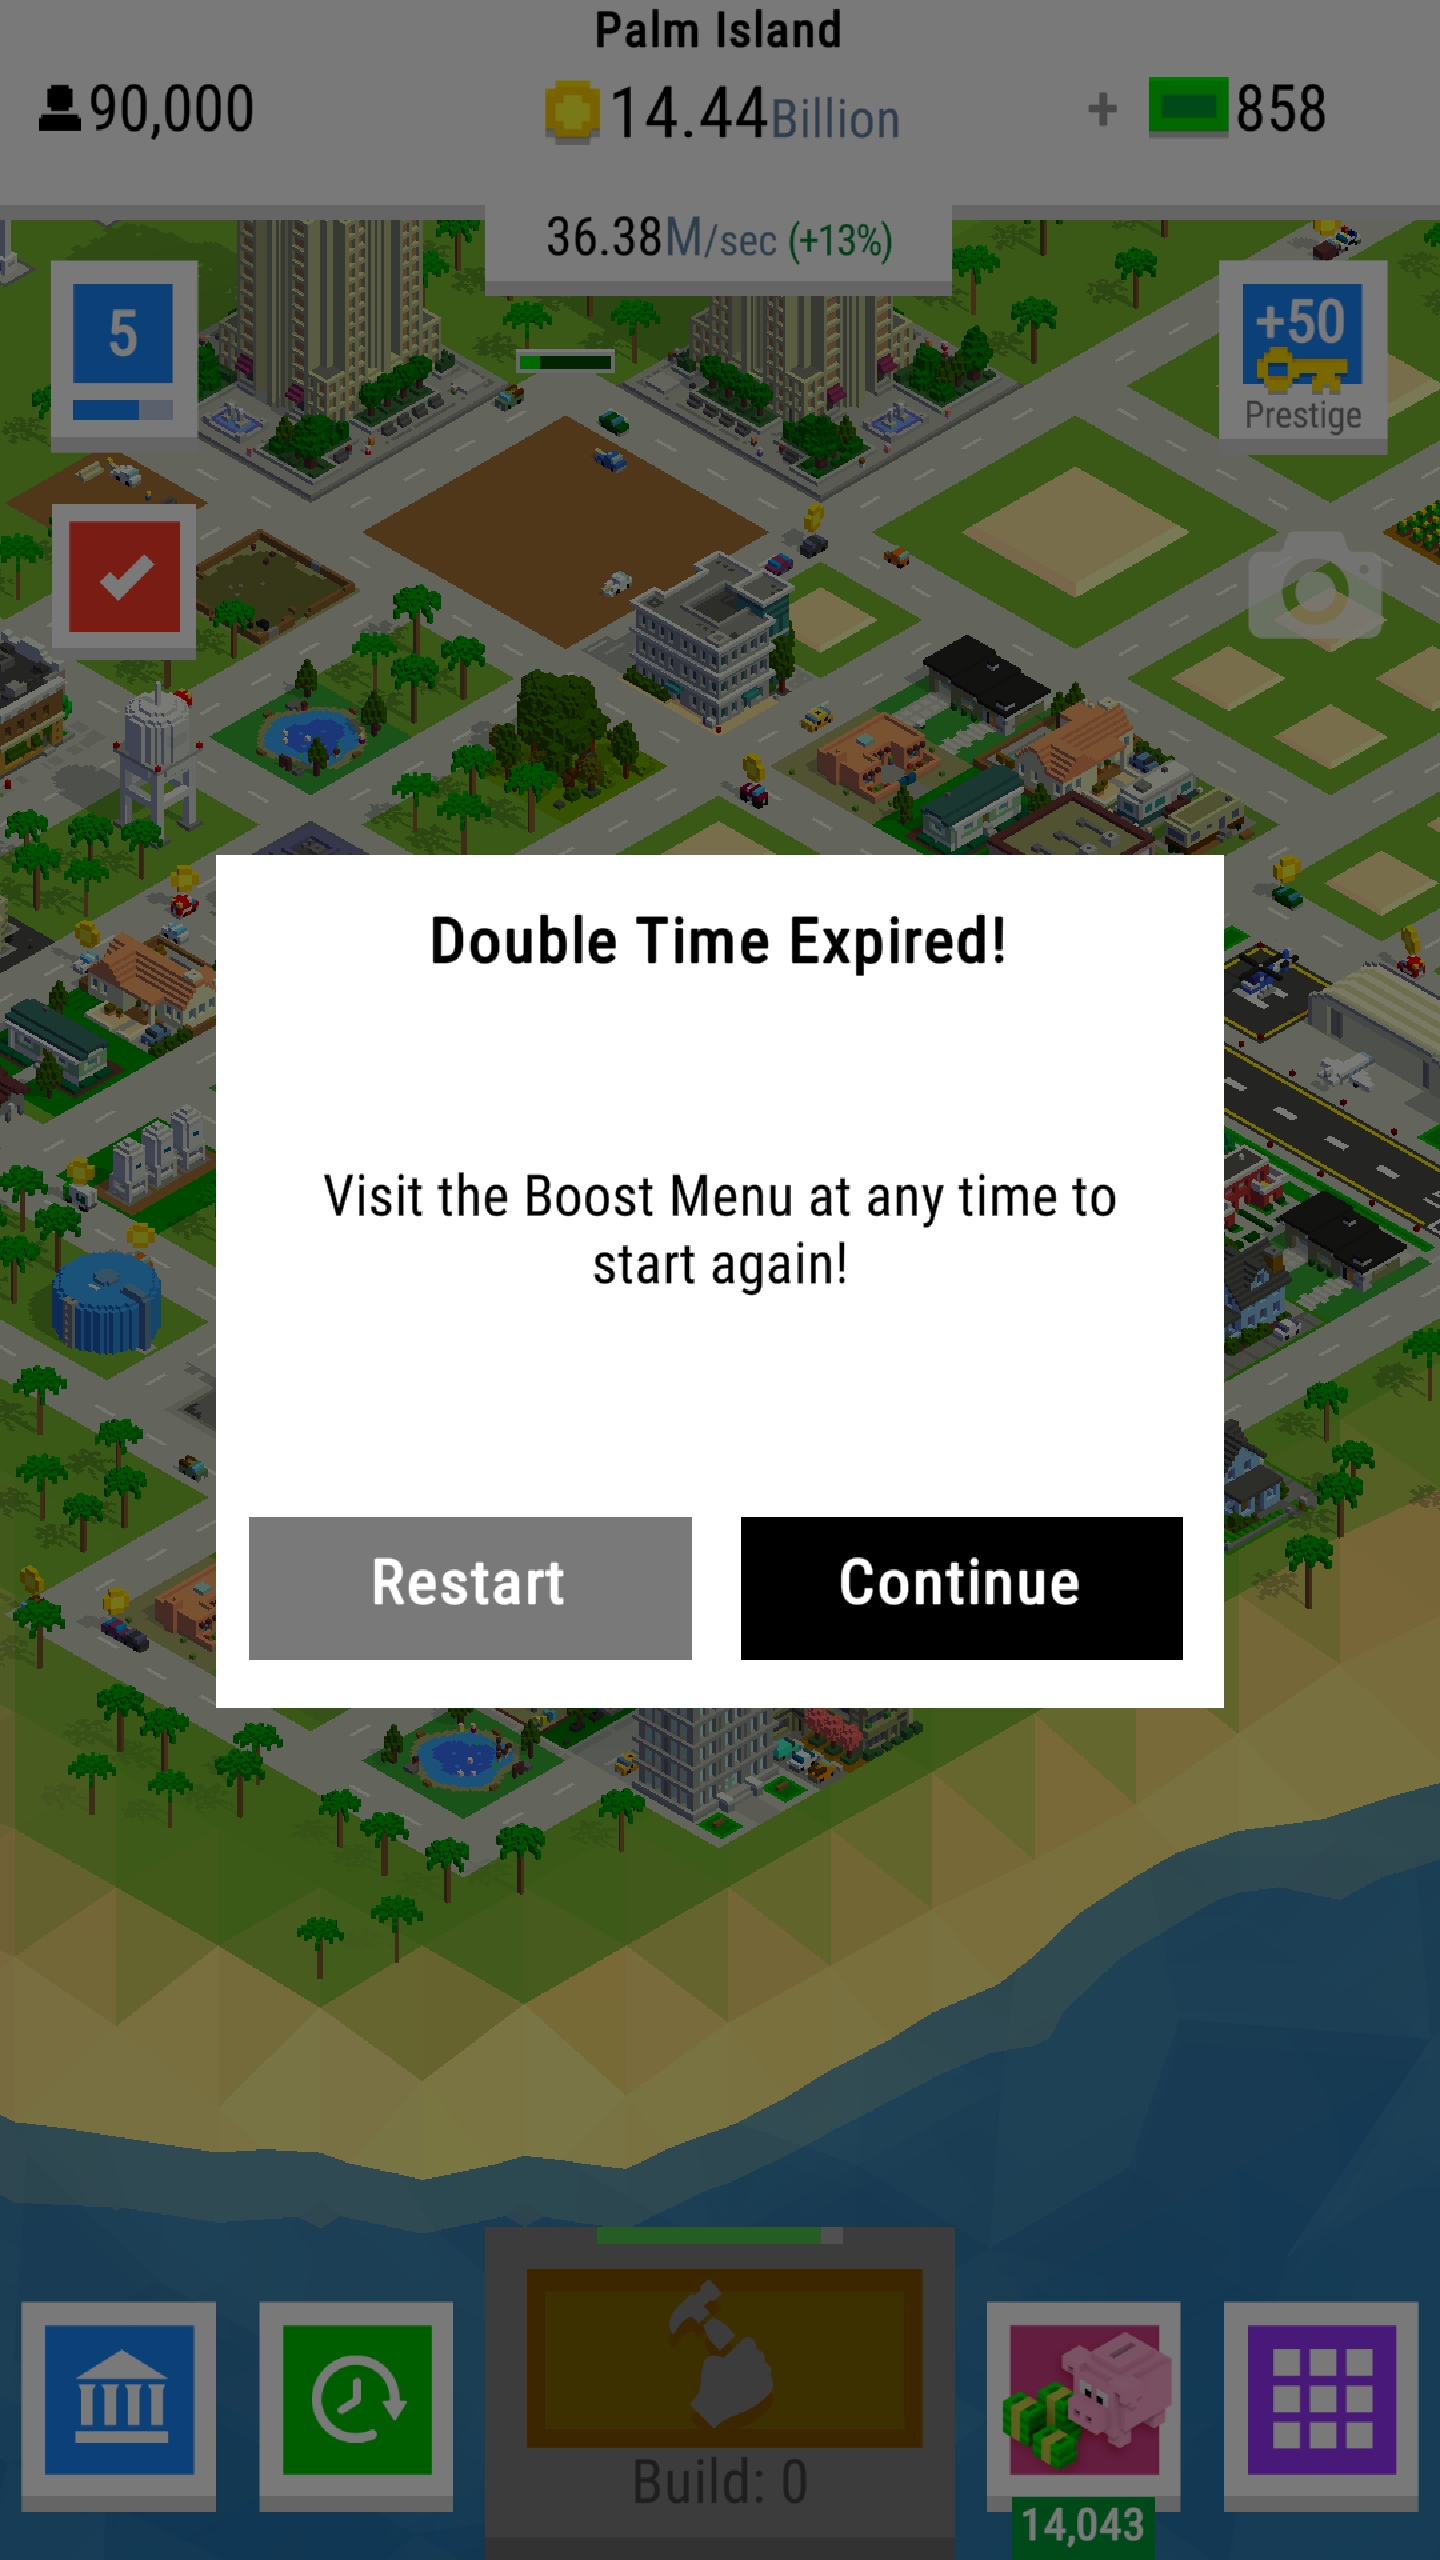 Palm Island
90,000
14.44Billion
+ 858
36.38M/sec (+13%)
5
+50
Prestige
Double Time Expired!
Visit the Boost Menu at any time to
start again!
Restart
Continue
Build: 0
14,043